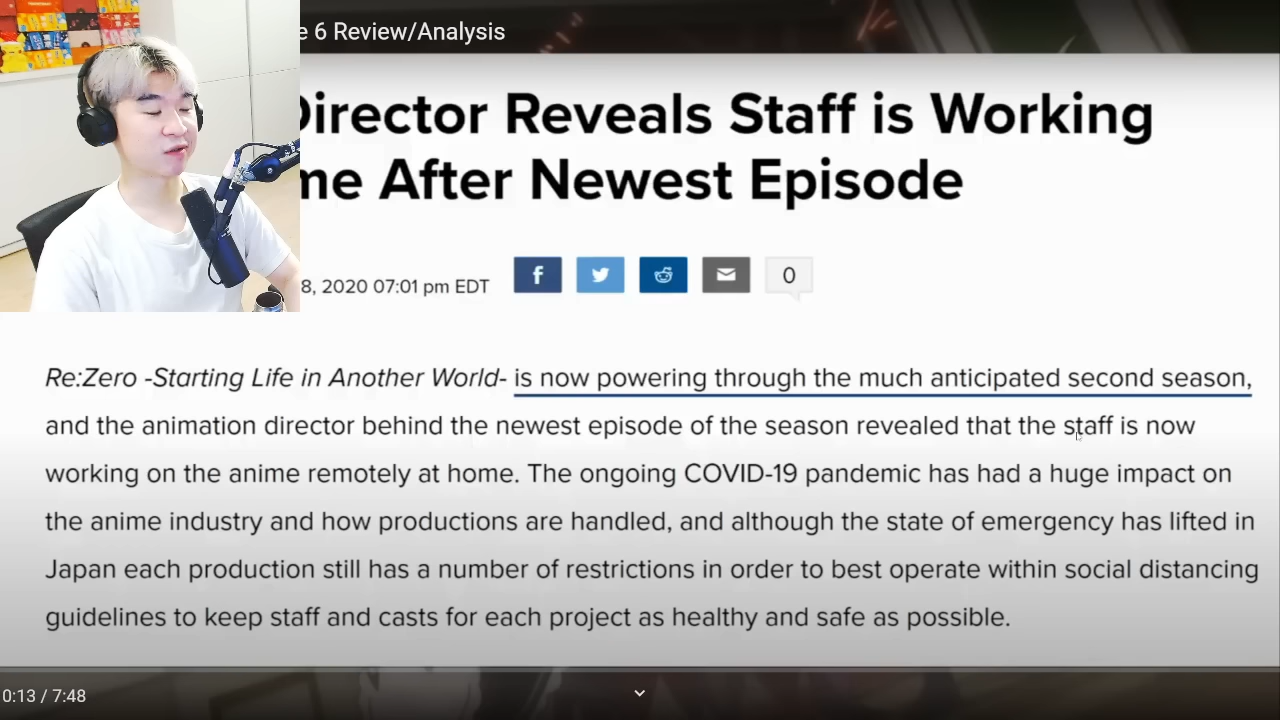 e 6 Review/Analysis
Director Reveals Staff is Working
me After Newest Episode
8, 2020 07:01 pm EDT
0
Re:Zero -Starting Life in Another World- is now powering through the much anticipated second season,
and the animation director behind the newest episode of the season revealed that the staff is now
working on the anime remotely at home. The ongoing COVID-19 pandemic has had a huge impact on
the anime industry and how productions are handled, and although the state of emergency has lifted in
Japan each production still has a number of restrictions in order to best operate within social distancing
guidelines to keep staff and casts for each project as healthy and safe as possible.
0:13 / 7:48